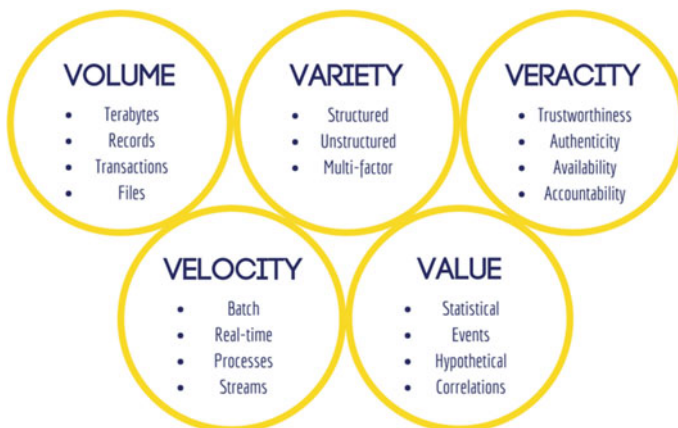 VOLUME
• Terabytes
• Records
• Transactions
• Files
VARIETY
• Structured
• Unstructured
• Multi-factor
VERACITY
• Trustworthiness
• Authenticity
• Availability
• Accountability
VELOCITY
• Batch
• Real-time
• Processes
• Streams
VALUE
• Statistical
• Events
• Hypothetical
• Correlations